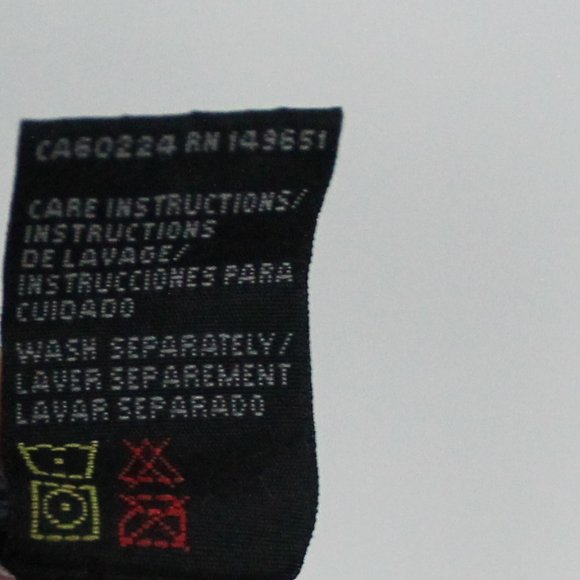 CA60224 RN 149651
CARE INSTRUCTIONS/
INSTRUCTIONS
DE LAVAGE/
INSTRUCCIONES PARA
CUIDADO
WASH SEPARATELY/
LAVER SEPAREMENT
LAVAR SEPARADO